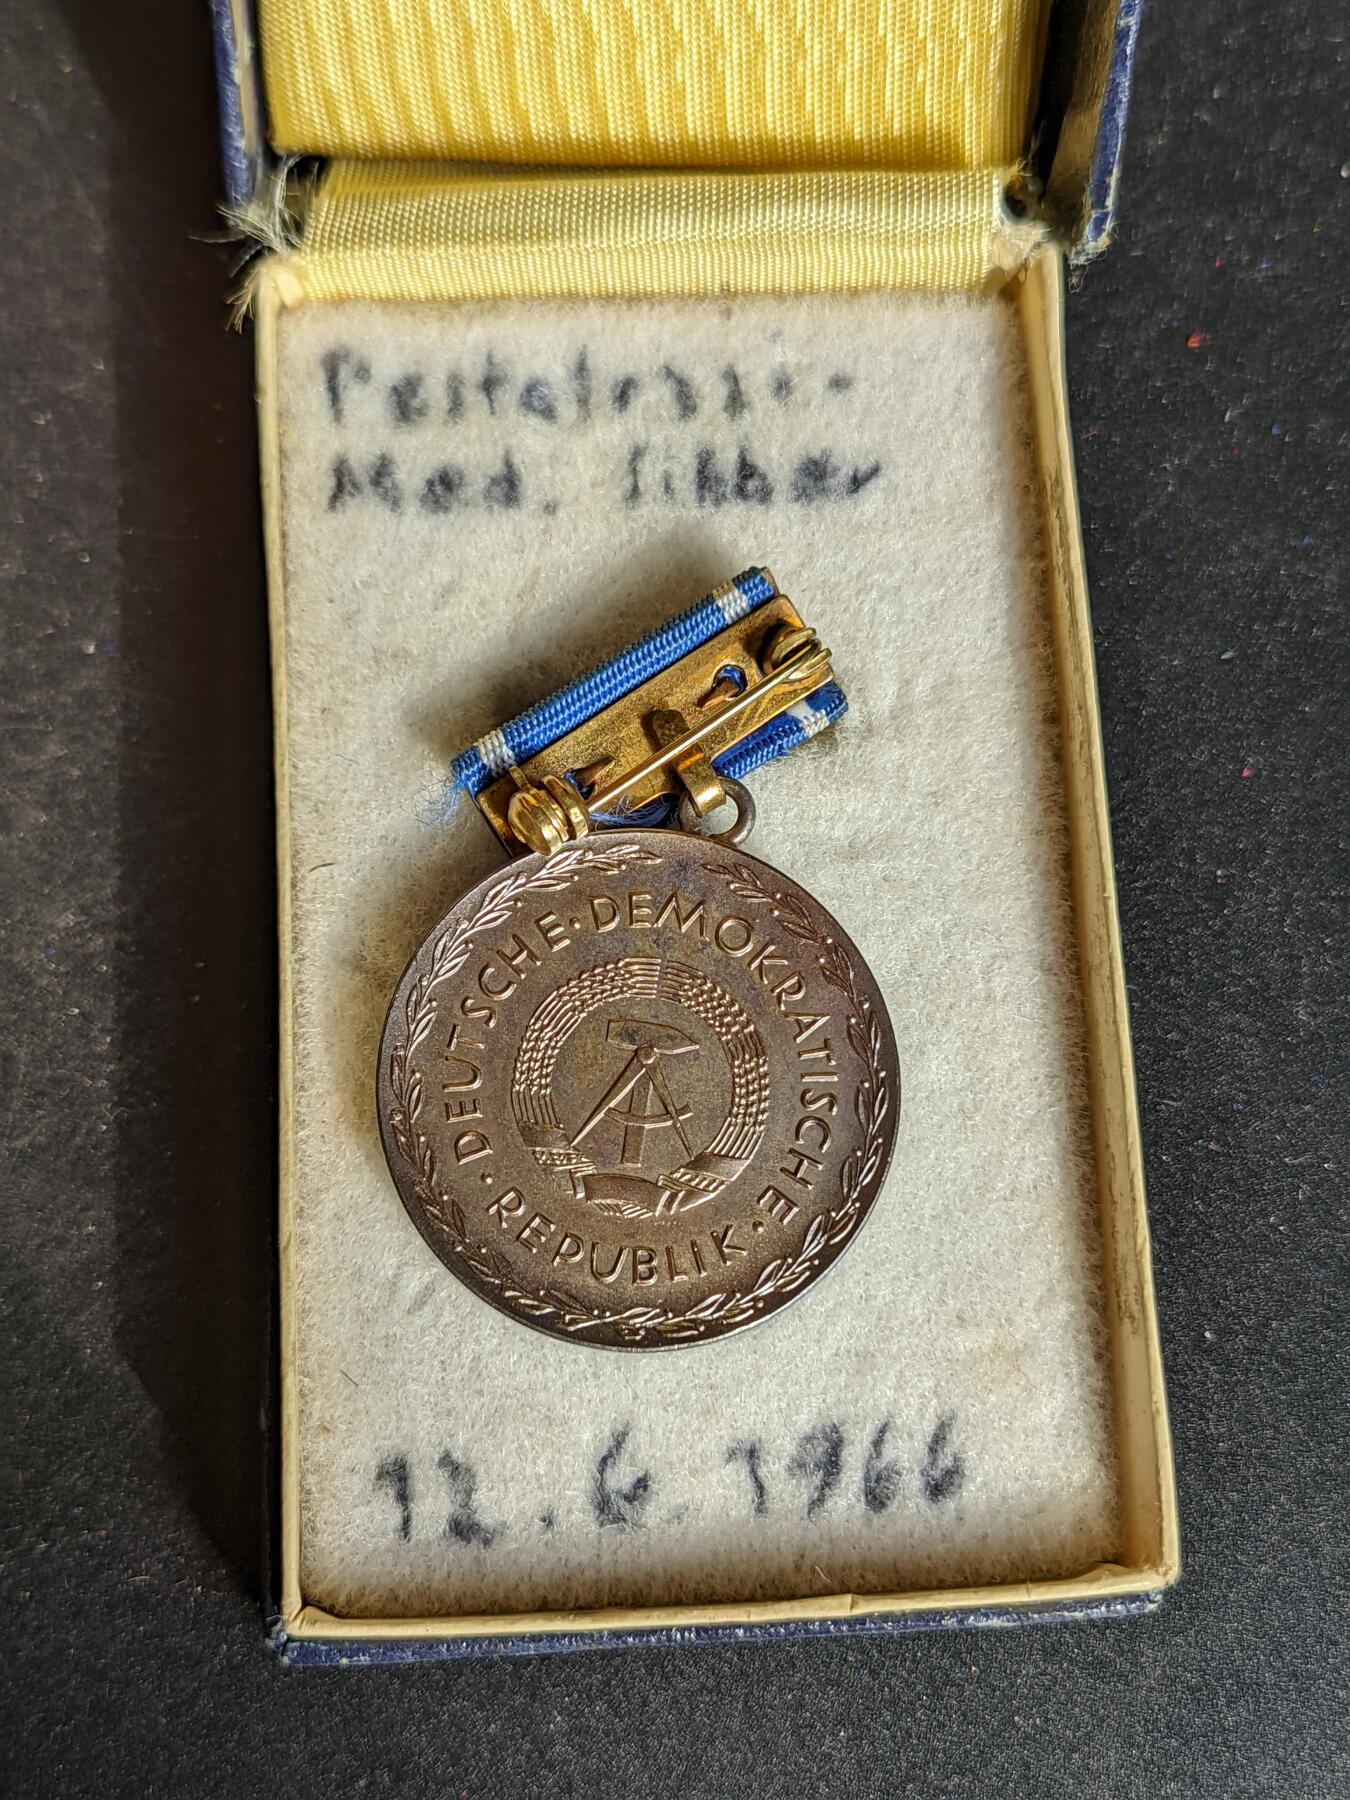 Pestalozzi-
Med. Silber
DEUTSCHE·DEMOKRATISCHE
·REPUBLIK·
12.6.1966